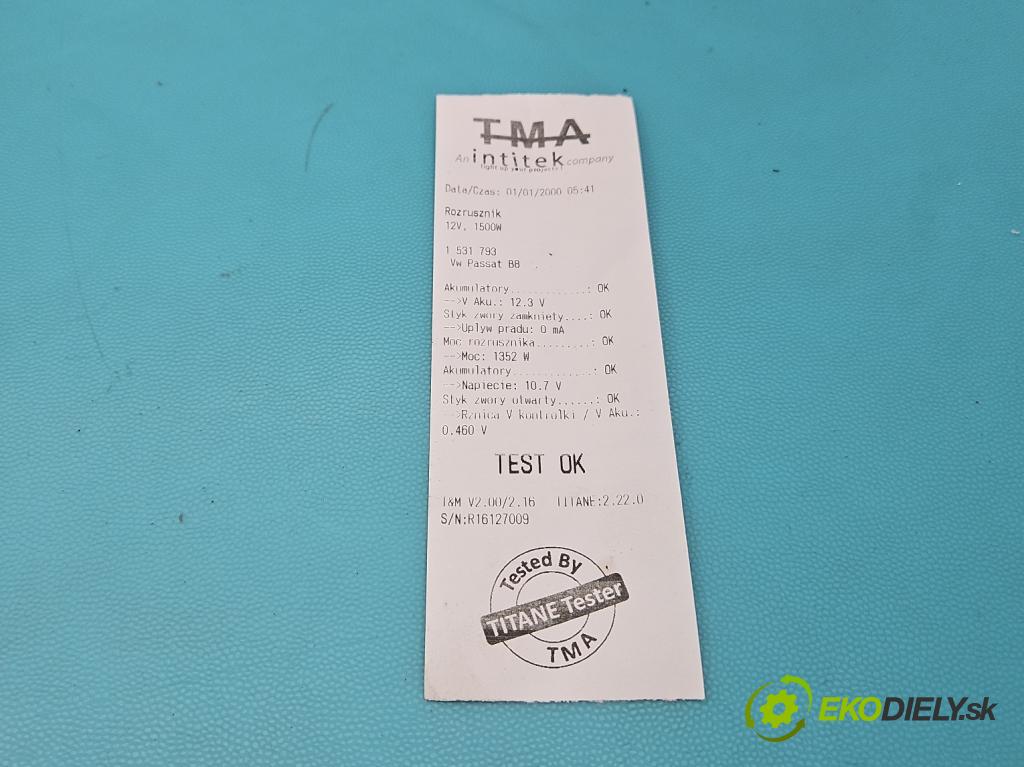 TMA
An intitek company
light up your projects!
Data/Czas: 01/01/2000 05:41
Rozrusznik
12V, 1500W
1 531 793
Vw Passat B8
Akumulatory............: OK
-->V Aku.: 12.3 V
Styk zwory zamkniety....: OK
-->Uplyw pradu: 0 mA
Moc rozrusznika.........: OK
-->Moc: 1352 W
Akumulatory............: OK
-->Napiecie: 10.7 V
Styk zwory otwarty......: OK
-->Rznica V kontrolki / V Aku.:
0.460 V
TEST OK
T&M V2.00/2.16 TITANE:2.22.0
S/N:R16127009
Tested By
TITANE Tester
TMA
EKODIELY.sk